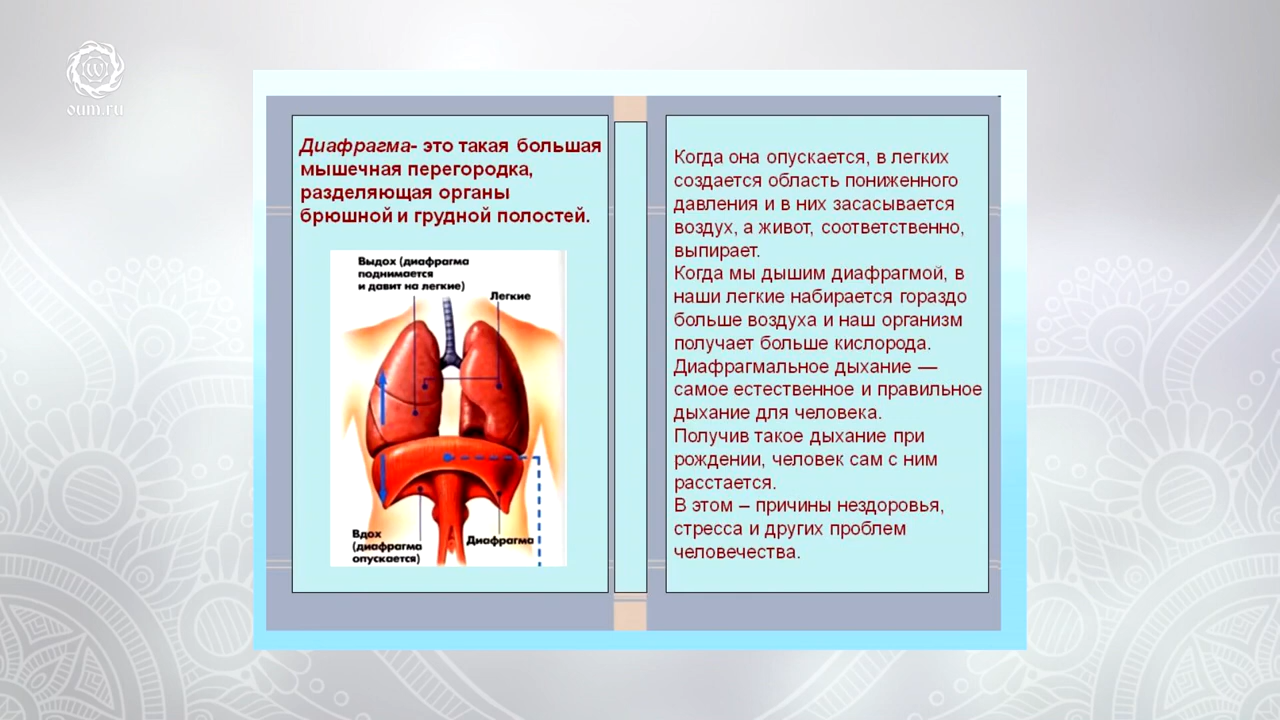 oum.ru
Диафрагма- это такая большая
мышечная перегородка,
разделяющая органы
брюшной и грудной полостей.
Выдох (диафрагма
поднимается
и давит на легкие)
Легкие
Вдох
(диафрагма
опускается)
Диафрагма
Когда она опускается, в легких
создается область пониженного
давления и в них засасывается
воздух, а живот, соответственно,
выпирает.
Когда мы дышим диафрагмой, в
наши легкие набирается гораздо
больше воздуха и наш организм
получает больше кислорода.
Диафрагмальное дыхание —
самое естественное и правильное
дыхание для человека.
Получив такое дыхание при
рождении, человек сам с ним
расстается.
В этом – причины нездоровья,
стресса и других проблем
человечества.